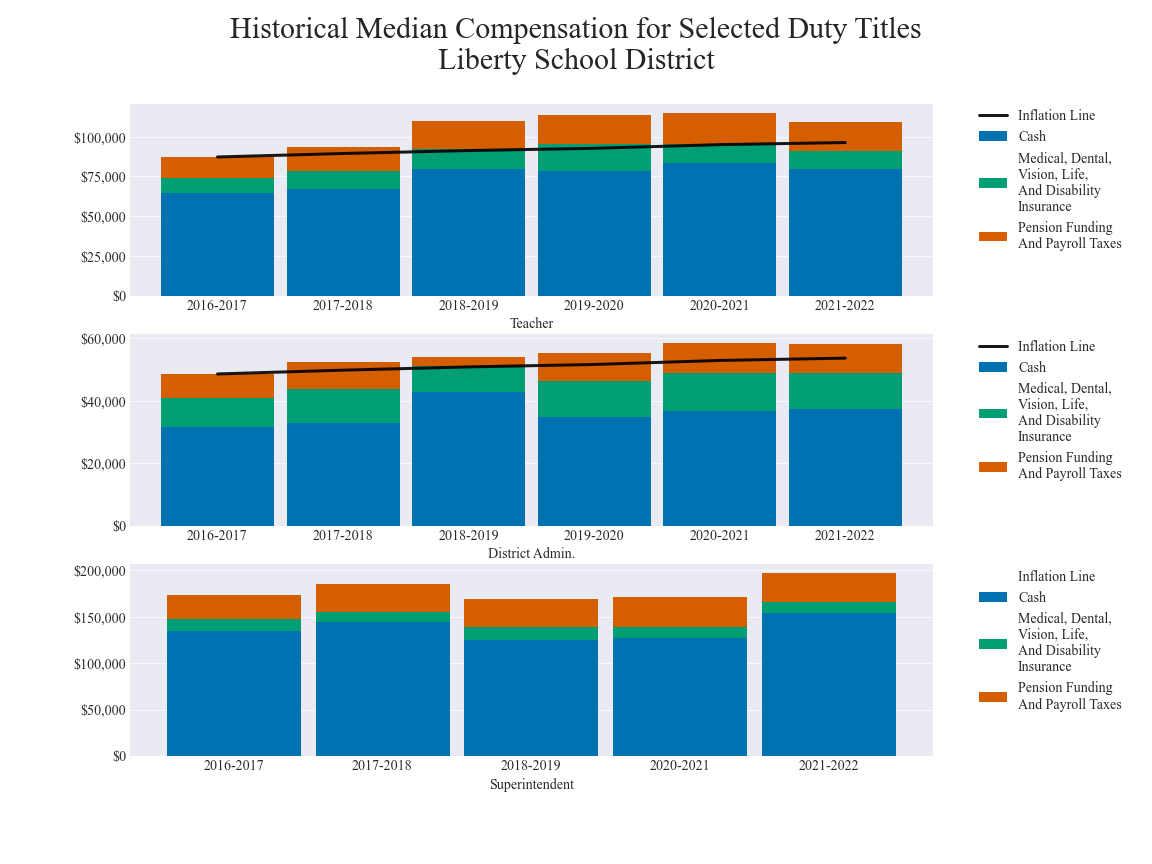 Historical Median Compensation for Selected Duty Titles
Liberty School District
$100,000
$75,000
$50,000
$25,000
$0
2016-2017 2017-2018 2018-2019 2019-2020 2020-2021 2021-2022
Teacher
Inflation Line
Cash
Medical, Dental,
Vision, Life,
And Disability
Insurance
Pension Funding
And Payroll Taxes
$60,000
$40,000
$20,000
$0
2016-2017 2017-2018 2018-2019 2019-2020 2020-2021 2021-2022
District Admin.
Inflation Line
Cash
Medical, Dental,
Vision, Life,
And Disability
Insurance
Pension Funding
And Payroll Taxes
$200,000
$150,000
$100,000
$50,000
$0
2016-2017 2017-2018 2018-2019 2020-2021 2021-2022
Superintendent
Inflation Line
Cash
Medical, Dental,
Vision, Life,
And Disability
Insurance
Pension Funding
And Payroll Taxes